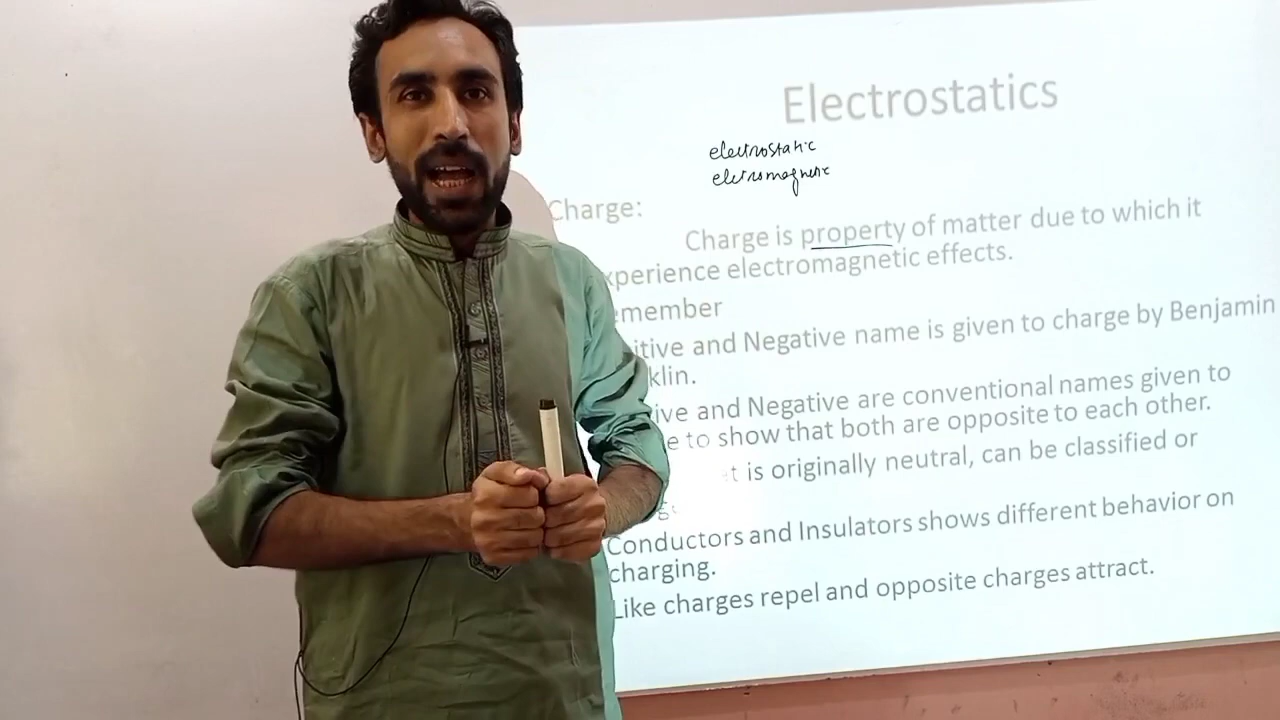 Electrostatics
electrostatic
Charge:
Charge is property of matter due to which it
xperience electromagnetic effects.
emember
itive and Negative name is given to charge by Benjamin
klin.
ive and Negative are conventional names given to
e to show that both are opposite to each other.
t is originally neutral, can be classified or
Conductors and Insulators shows different behavior on
charging.
Like charges repel and opposite charges attract.